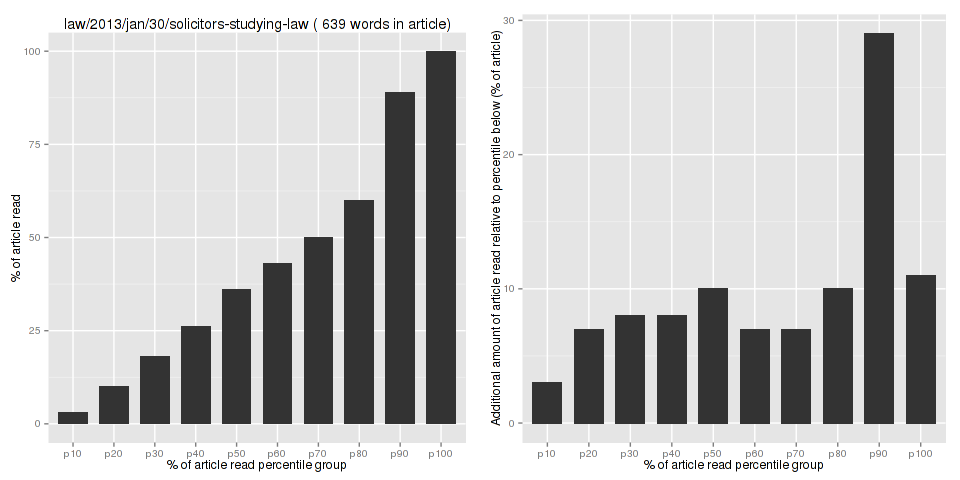 law/2013/jan/30/solicitors-studying-law ( 639 words in article)
% of article read
100
75
50
25
0
p10 p20 p30 p40 p50 p60 p70 p80 p90 p100
% of article read percentile group
Additional amount of article read relative to percentile below (% of article)
30
20
10
0
p10 p20 p30 p40 p50 p60 p70 p80 p90 p100
% of article read percentile group